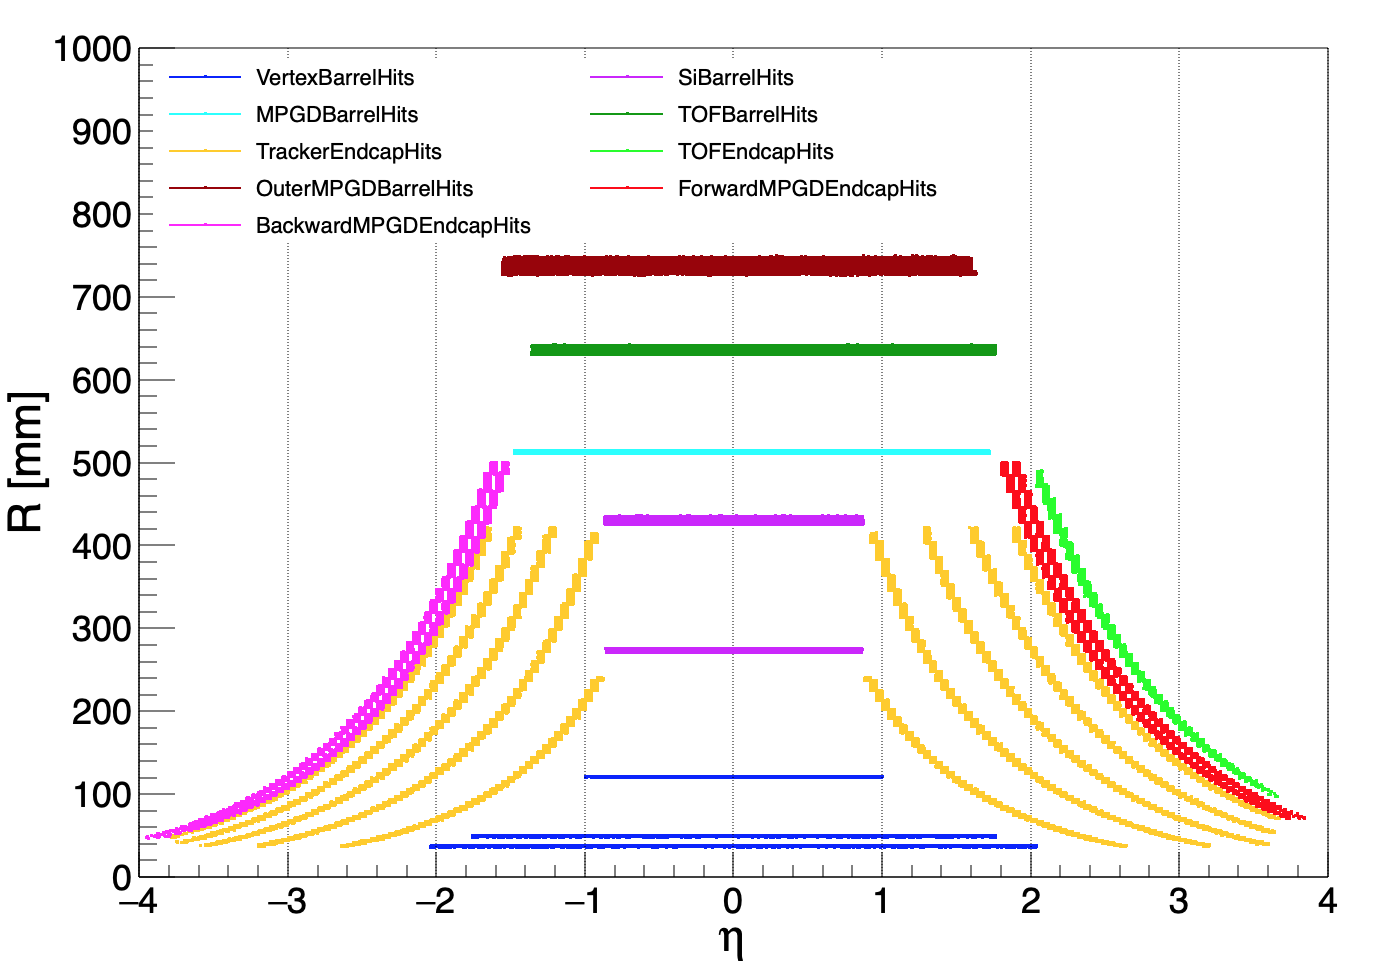 1000
900
800
700
600
500
400
300
200
100
0
R [mm]
VertexBarrelHits
MPGDBarrelHits
TrackerEndcapHits
OuterMPGDBarrelHits
BackwardMPGDEndcapHits
SiBarrelHits
TOFBarrelHits
TOFEndcapHits
ForwardMPGDEndcapHits
−4 −3 −2 −1 0 1 2 3 4
η